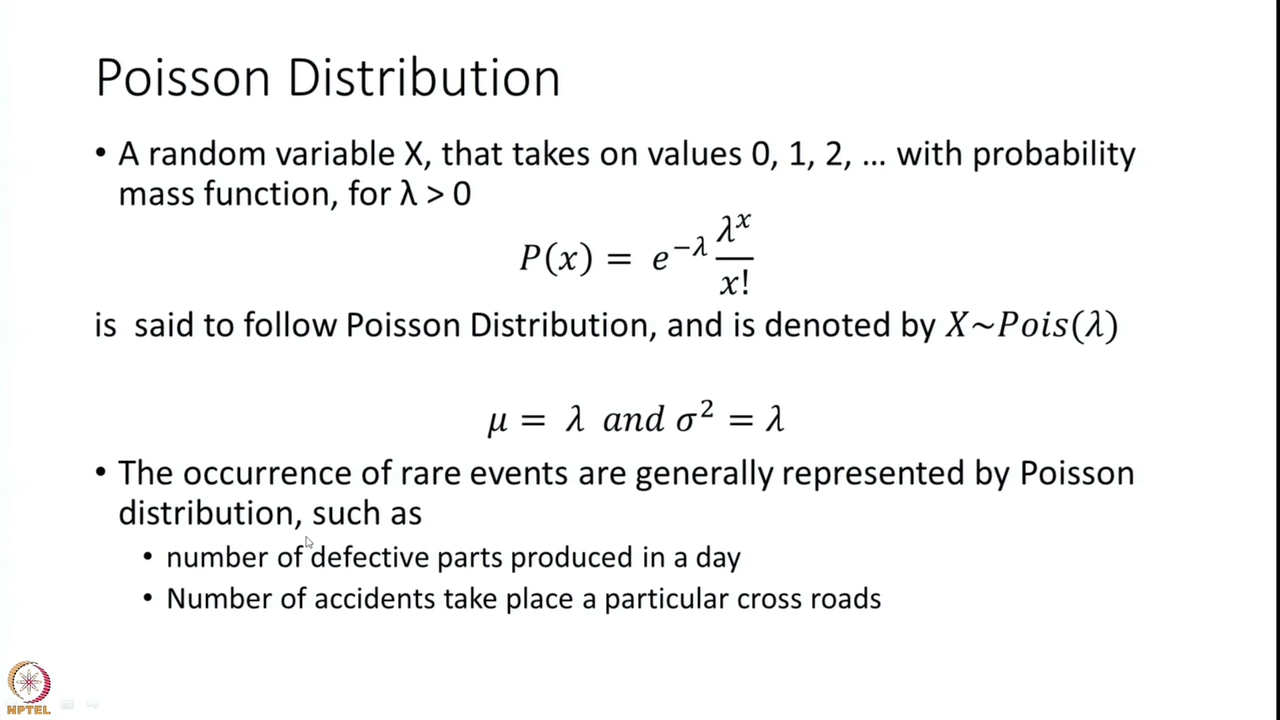 Poisson Distribution
• A random variable X, that takes on values 0, 1, 2, … with probability
mass function, for λ > 0
P(x) = e^{−λ} λ^x / x!
is said to follow Poisson Distribution, and is denoted by X~Pois(λ)
μ = λ and σ² = λ
• The occurrence of rare events are generally represented by Poisson
distribution, such as
• number of defective parts produced in a day
• Number of accidents take place a particular cross roads
NPTEL